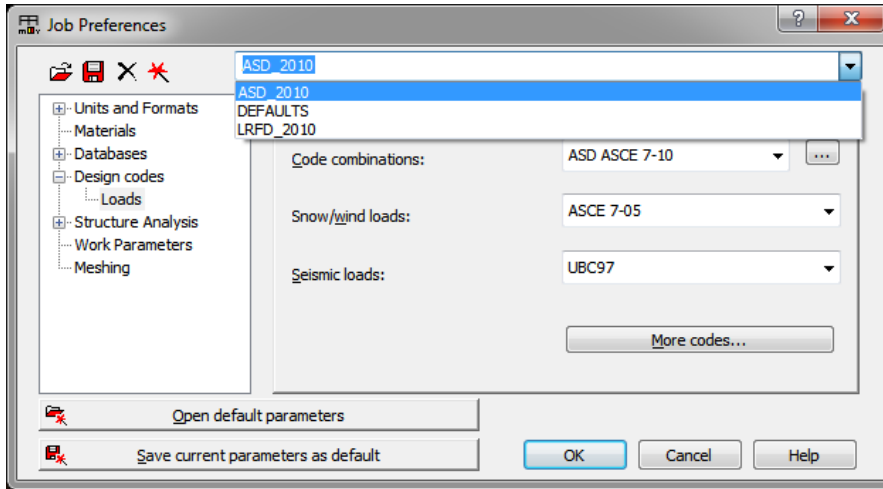 Job Preferences
ASD_2010
ASD_2010
DEFAULTS
LRFD_2010
Units and Formats
Materials
Databases
Design codes
Loads
Structure Analysis
Work Parameters
Meshing
Code combinations:
ASD ASCE 7-10
...
Snow/wind loads:
ASCE 7-05
Seismic loads:
UBC97
More codes...
Open default parameters
Save current parameters as default
OK
Cancel
Help